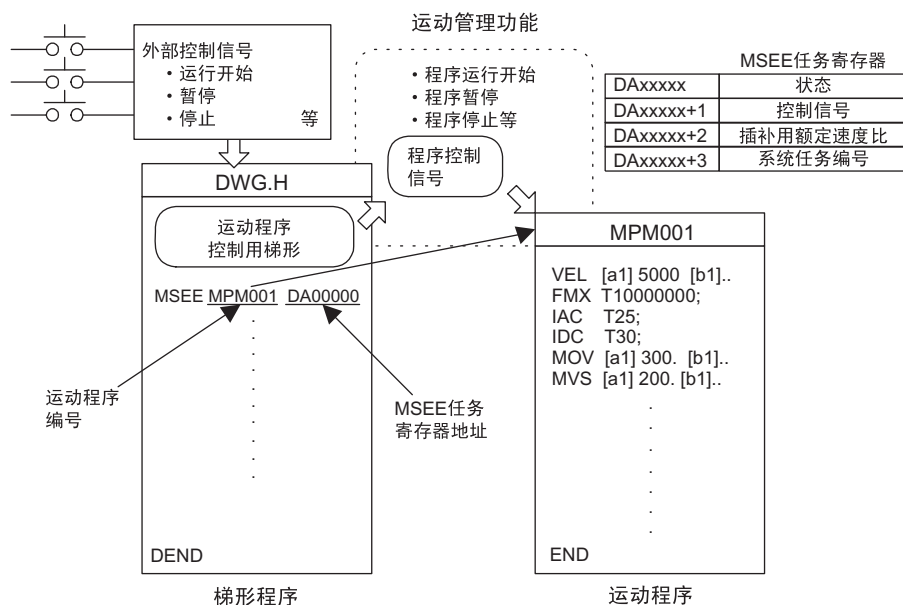 运动管理功能
外部控制信号
・运行开始
・暂停
・停止 等
・程序运行开始
・程序暂停
・程序停止等
程序控制
信号
MSEE任务寄存器
DAxxxxx 状态
DAxxxxx+1 控制信号
DAxxxxx+2 插补用额定速度比
DAxxxxx+3 系统任务编号
DWG.H
运动程序
控制用梯形
MSEE MPM001 DA00000
运动程序
编号
MSEE任务
寄存器地址
DEND
梯形程序
MPM001
VEL [a1] 5000 [b1]..
FMX T10000000;
IAC T25;
IDC T30;
MOV [a1] 300. [b1]..
MVS [a1] 200. [b1]..
END
运动程序